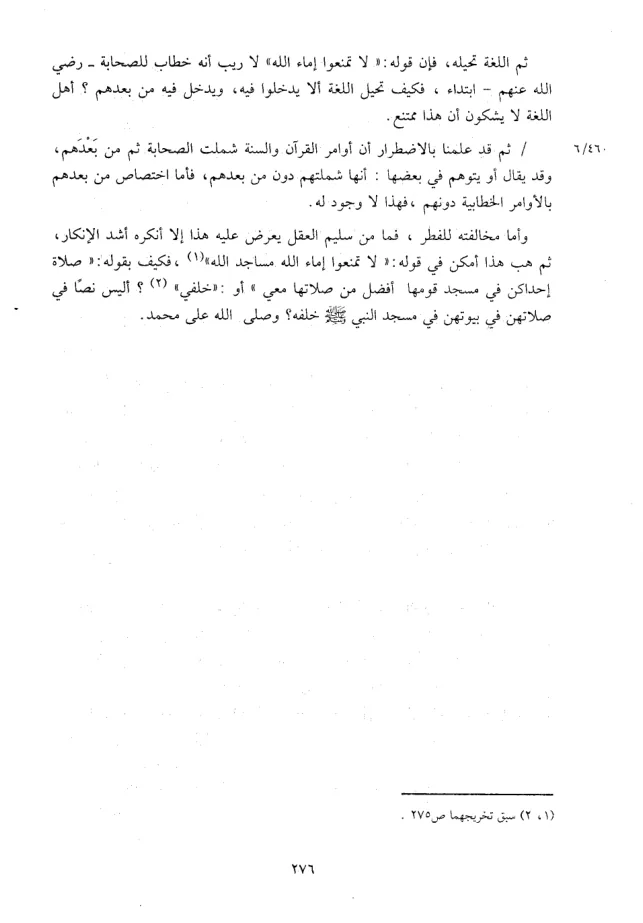 ثم اللغة تحيله، فإن قوله: « لا تمنعوا إماء الله» لا ريب أنه خطاب للصحابة ـ رضي
الله عنهم – ابتداء ، فكيف تحيل اللغة ألا يدخلوا فيه، ويدخل فيه من بعدهم ؟ أهل
اللغة لا يشكون أن هذا ممتنع.
٦/٤٦٠ / ثم قد علمنا بالاضطرار أن أوامر القرآن والسنة شملت الصحابة ثم من بَعْدَهم،
وقد يقال أو يتوهم في بعضها : أنها شملتهم دون من بعدهم، فأما اختصاص من بعدهم
بالأوامر الخطابية دونهم ،فهذا لا وجود له.
وأما مخالفته للفطر ، فما من سليم العقل يعرض عليه هذا إلا أنكره أشد الإنكار،
ثم هب هذا أمكن في قوله: « لا تمنعوا إماء الله مساجد الله»(١) ،فكيف بقوله: « صلاة
إحداكن في مسجد قومها أفضل من صلاتها معي » أو : «خلفي» (٢) ؟ أليس نصًا في
صلاتهن في بيوتهن في مسجد النبي ﷺ خلفه؟ وصلى الله على محمد.
(١، ٢) سبق تخريجهما ص٢٧٥ .
٢٧٦